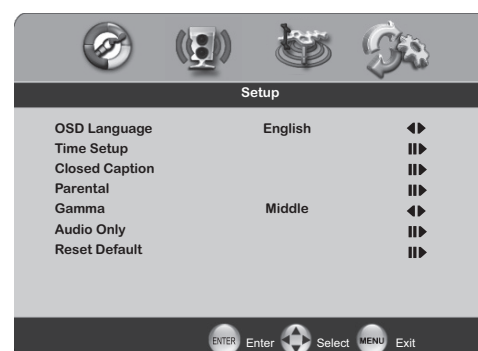 Setup
OSD Language English
Time Setup
Closed Caption
Parental
Gamma Middle
Audio Only
Reset Default
ENTER Enter Select MENU Exit